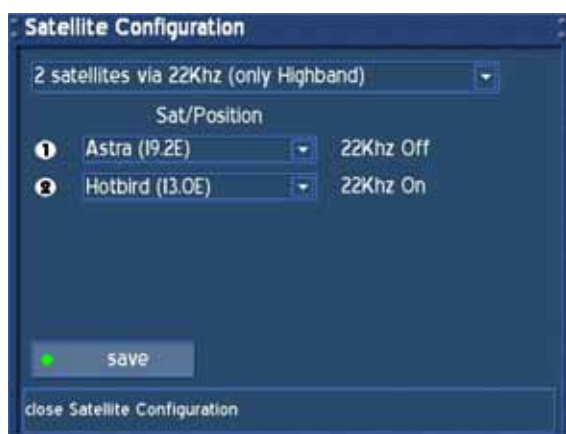 Satellite Configuration
2 satellites via 22Khz (only Highband)
Sat/Position
1 Astra (19.2E) 22Khz Off
2 Hotbird (13.0E) 22Khz On
save
close Satellite Configuration